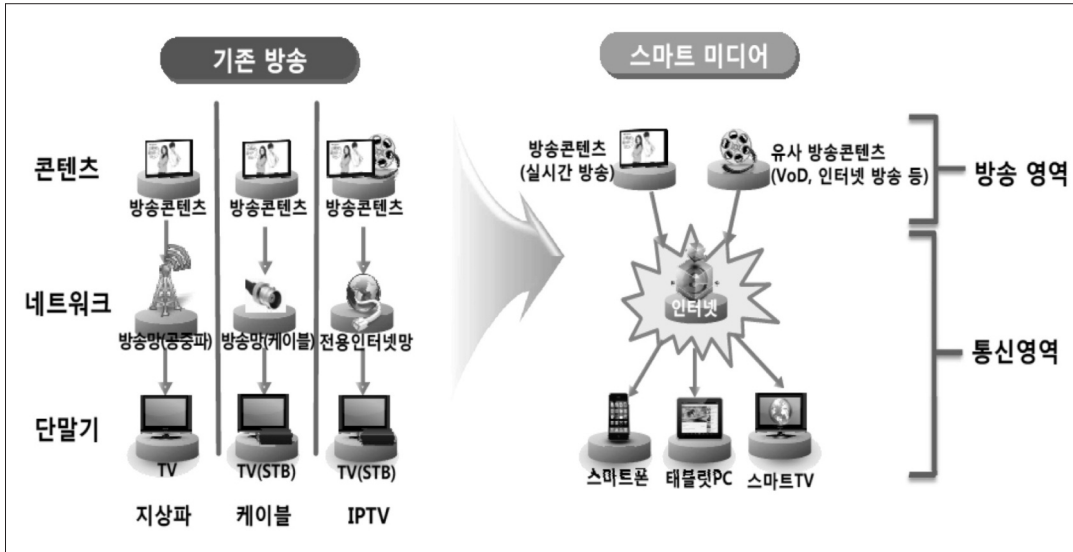 기존 방송
스마트 미디어
콘텐츠
방송콘텐츠
방송콘텐츠
방송콘텐츠
네트워크
방송망(공중파)
방송망(케이블)
전용인터넷망
단말기
TV
TV(STB)
TV(STB)
지상파
케이블
IPTV
방송콘텐츠
(실시간 방송)
유사 방송콘텐츠
(VoD, 인터넷 방송 등)
인터넷
스마트폰
태블릿PC
스마트TV
방송 영역
통신영역